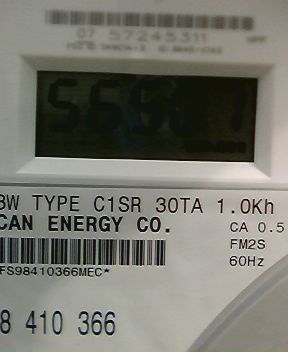 07 57245311
3W TYPE C1SR 30TA 1.0Kh
CAN ENERGY CO.
CA 0.5
FM2S
60Hz
FS98410366MEC*
8 410 366